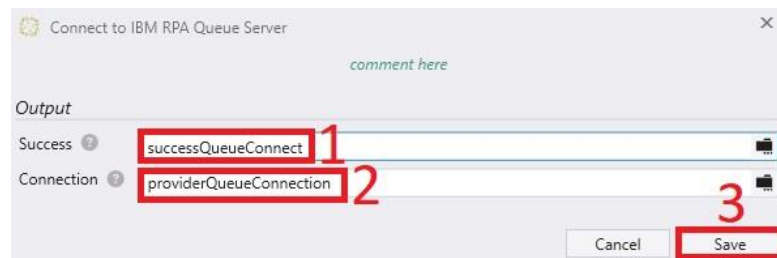 Connect to IBM RPA Queue Server
comment here
Output
Success successQueueConnect 1
Connection providerQueueConnection 2
3
Cancel Save